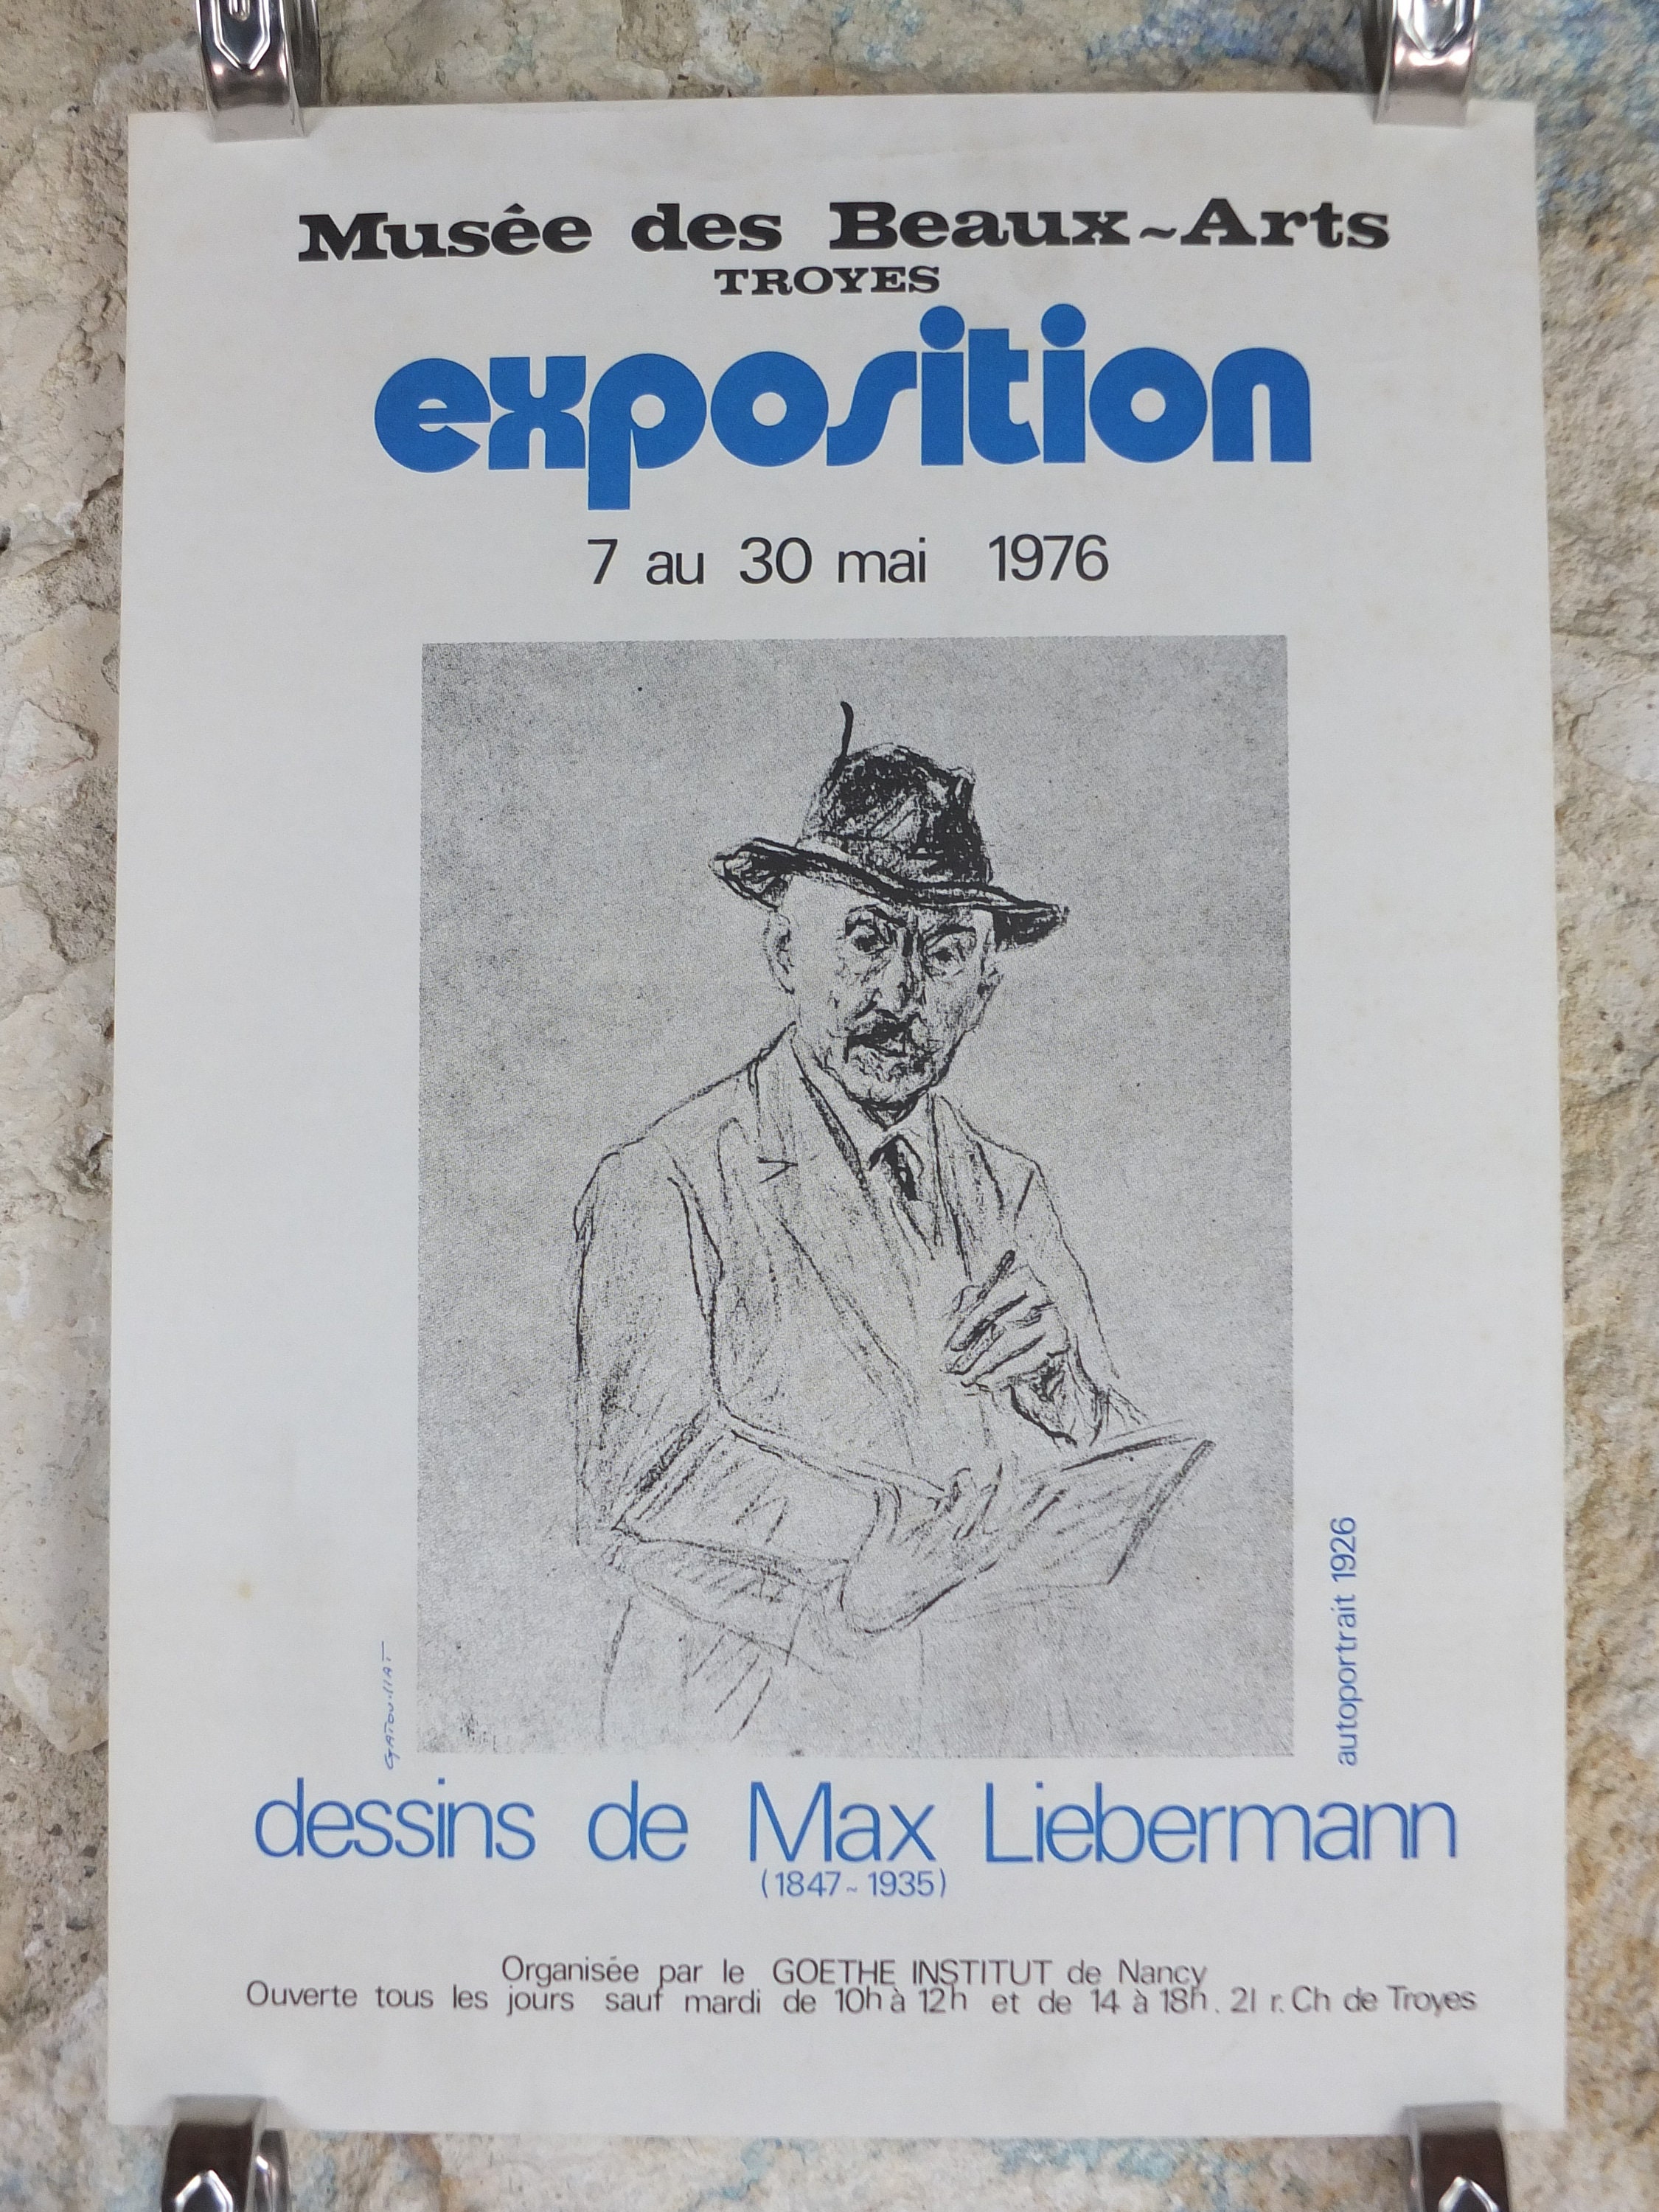 Musée des Beaux~Arts
TROYES
exposition
7 au 30 mai 1976
GATOUILLAT
autoportrait 1926
dessins de Max Liebermann
(1847~1935)
Organisée par le GOETHE INSTITUT de Nancy
Ouverte tous les jours sauf mardi de 10h à 12h et de 14 à 18h. 21 r. Ch de Troyes